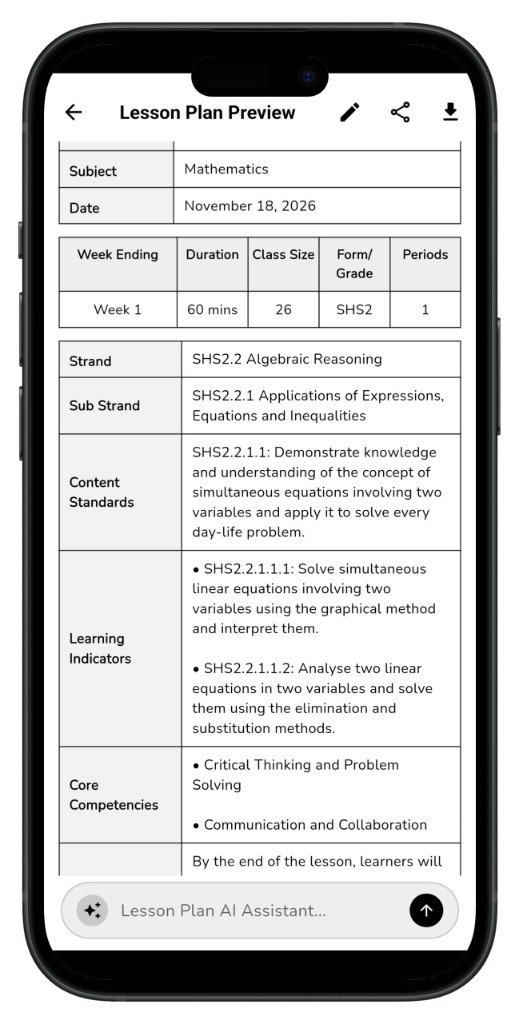 Lesson Plan Preview
Subject
Mathematics
Date
November 18, 2026
Week Ending
Duration
Class Size
Form/
Grade
Periods
Week 1
60 mins
26
SHS2
1
Strand
SHS2.2 Algebraic Reasoning
Sub Strand
SHS2.2.1 Applications of Expressions,
Equations and Inequalities
Content
Standards
SHS2.2.1.1: Demonstrate knowledge
and understanding of the concept of
simultaneous equations involving two
variables and apply it to solve every
day-life problem.
Learning
Indicators
• SHS2.2.1.1.1: Solve simultaneous
linear equations involving two
variables using the graphical method
and interpret them.
• SHS2.2.1.1.2: Analyse two linear
equations in two variables and solve
them using the elimination and
substitution methods.
Core
Competencies
• Critical Thinking and Problem
Solving
• Communication and Collaboration
By the end of the lesson, learners will
Lesson Plan AI Assistant...